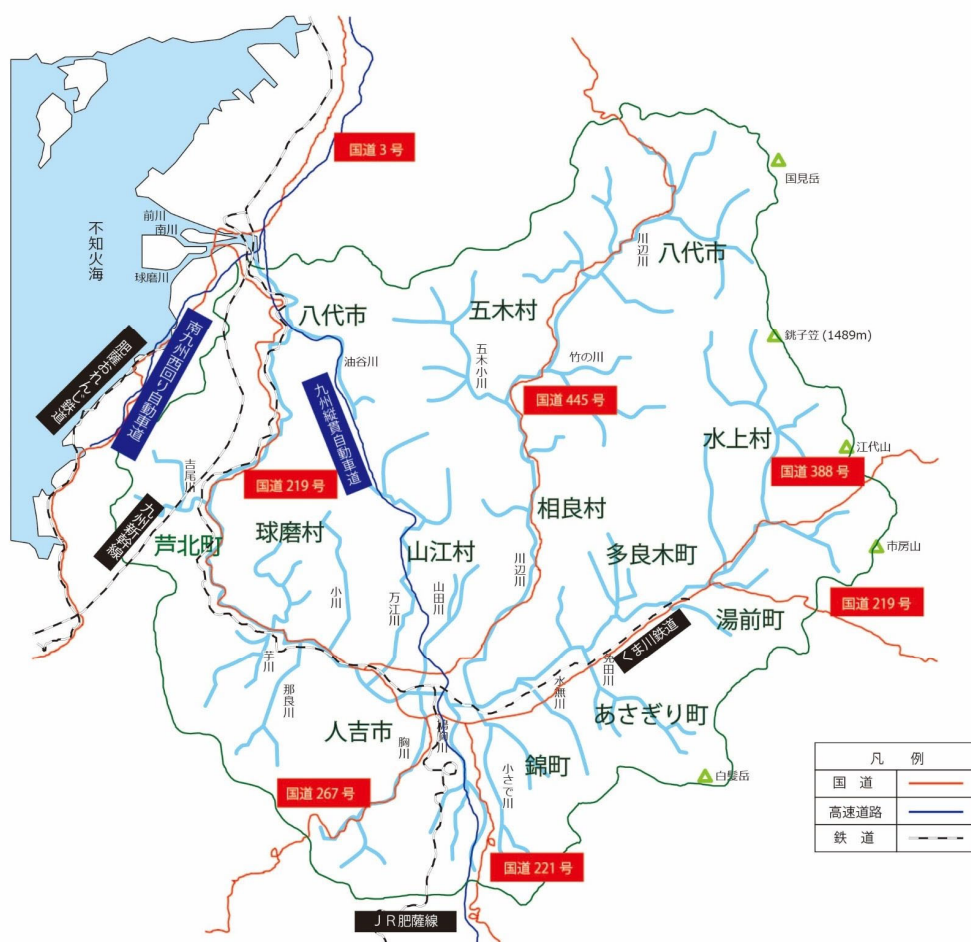 国道3号
国見岳
前川
南川
不知火海
球磨川
川辺川
八代市
五木村
八代市
銚子笠 (1489m)
肥薩おれんじ鉄道
南九州西回り自動車道
油谷川
五木小川
竹の川
国道445号
九州縦貫自動車道
水上村
江代山
国道388号
吉尾川
国道219号
九州新幹線
芦北町
球磨村
相良村
山江村
川辺川
多良木町
市房山
小川
万江川
山田川
国道219号
湯前町
くま川鉄道
芋川
那良川
水無川
免田川
あさぎり町
人吉市
胸川
鳩胸川
錦町
小さで川
白髪岳
国道267号
国道221号
JR肥薩線
凡 例
国 道
高速道路
鉄 道